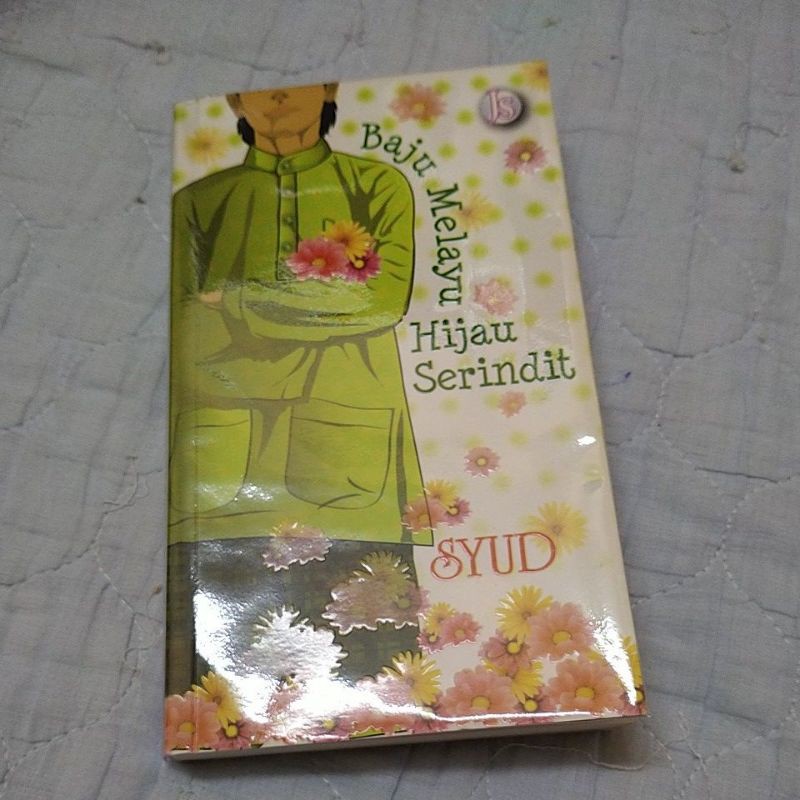 JS
Baju Melayu
Hijau
Serindit
SYUD